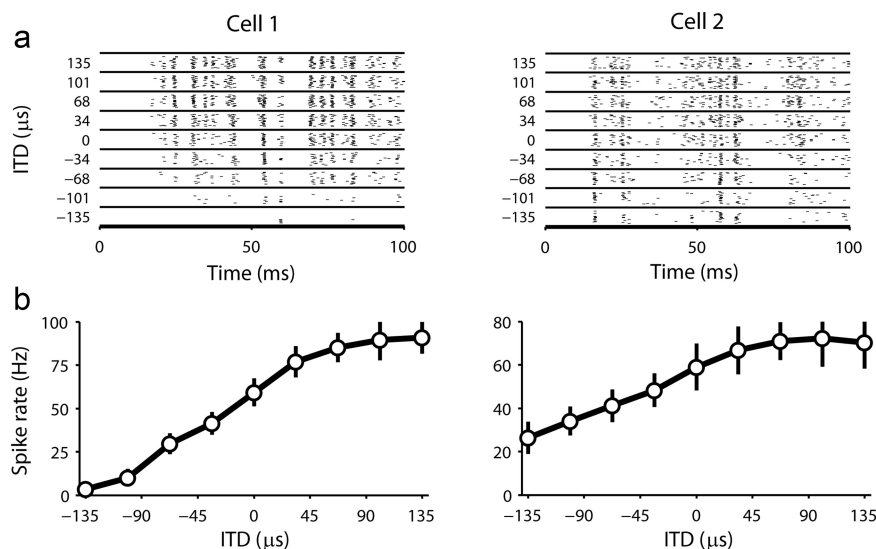 Cell 1
Cell 2
a
ITD (μs)
135
101
68
34
0
−34
−68
−101
−135
0 50 100
Time (ms)
0 50 100
Time (ms)
135
101
68
34
0
−34
−68
−101
−135
b
Spike rate (Hz)
100
75
50
25
0
−135 −90 −45 0 45 90 135
ITD (μs)
80
60
40
20
0
−135 −90 −45 0 45 90 135
ITD (μs)